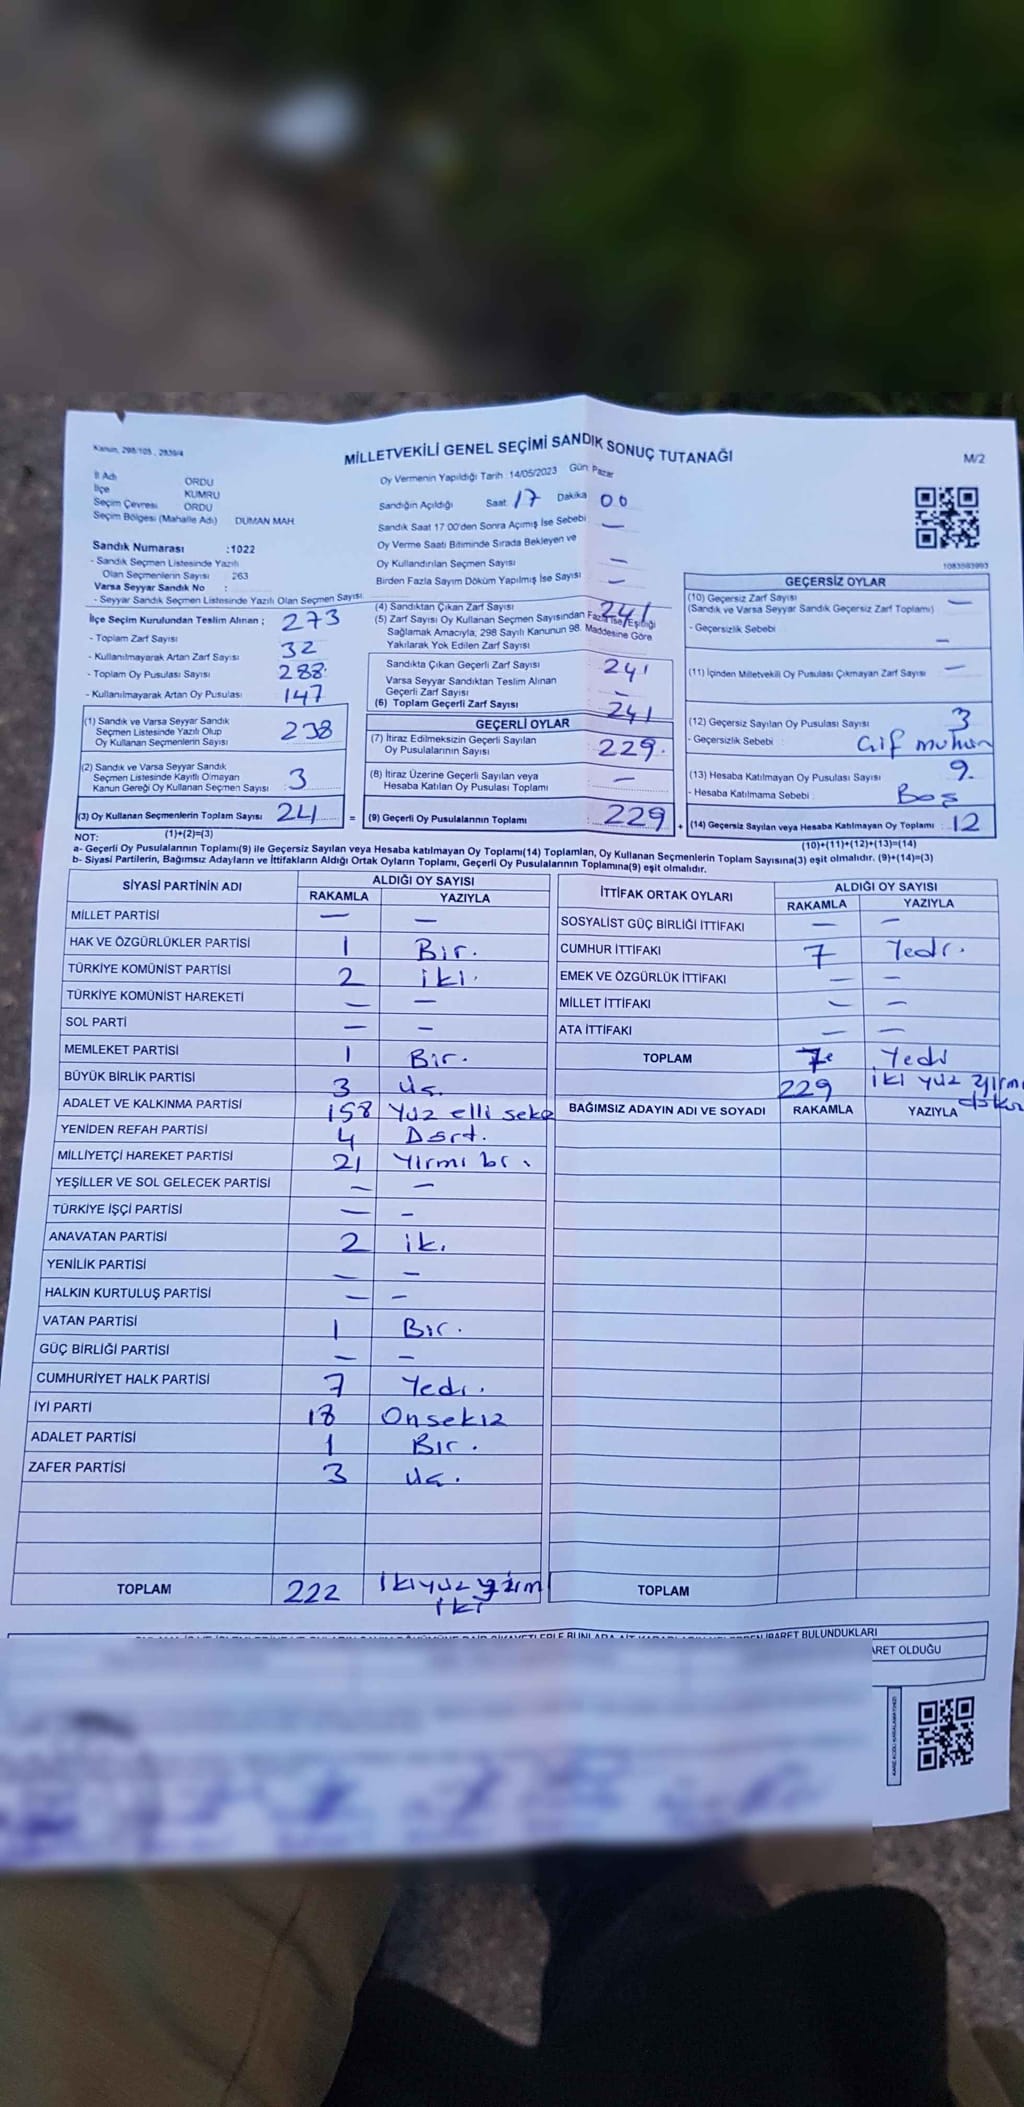 Kanun, 298/105 , 2839/4
MİLLETVEKİLİ GENEL SEÇİMİ SANDIK SONUÇ TUTANAĞI
M/2
İl Adı ORDU
İlçe KUMRU
Seçim Çevresi ORDU
Seçim Bölgesi (Mahalle Adı) DUMAN MAH
Sandık Numarası :1022
- Sandık Seçmen Listesinde Yazılı
Olan Seçmenlerin Sayısı 263
Varsa Seyyar Sandık No :
- Seyyar Sandık Seçmen Listesinde Yazılı Olan Seçmen Sayısı
Oy Vermenin Yapıldığı Tarih : 14/05/2023 Gün: Pazar
Sandığın Açıldığı Saat 17 Dakika 00
Sandık Saat 17 00'den Sonra Açımış İse Sebebi —
Oy Verme Saati Bitiminde Sırada Bekleyen ve
Oy Kullandırılan Seçmen Sayısı —
Birden Fazla Sayım Döküm Yapılmış İse Sayısı —
1083593993
İlçe Seçim Kurulundan Teslim Alınan ;
- Toplam Zarf Sayısı 273
- Kullanılmayarak Artan Zarf Sayısı 32
- Toplam Oy Pusulası Sayısı 288
- Kullanılmayarak Artan Oy Pusulası 147
(1) Sandık ve Varsa Seyyar Sandık
Seçmen Listesinde Yazılı Olup
Oy Kullanan Seçmenlerin Sayısı 238
(2) Sandık ve Varsa Seyyar Sandık
Seçmen Listesinde Kayıtlı Olmayan
Kanun Gereği Oy Kullanan Seçmen Sayısı 3
(3) Oy Kullanan Seçmenlerin Toplam Sayısı 241
(4) Sandıktan Çıkan Zarf Sayısı 241
(5) Zarf Sayısı Oy Kullanan Seçmen Sayısından Fazla İse, Eşitliği
Sağlamak Amacıyla, 298 Sayılı Kanunun 98. Maddesine Göre
Yakılarak Yok Edilen Zarf Sayısı
Sandıkta Çıkan Geçerli Zarf Sayısı 241
Varsa Seyyar Sandıktan Teslim Alınan
Geçerli Zarf Sayısı —
(6) Toplam Geçerli Zarf Sayısı 241
GEÇERLİ OYLAR
(7) İtiraz Edilmeksizin Geçerli Sayılan
Oy Pusulalarının Sayısı 229.
(8) İtiraz Üzerine Geçerli Sayılan veya
Hesaba Katılan Oy Pusulası Toplamı —
= (9) Geçerli Oy Pusulalarının Toplamı : 229 +
GEÇERSİZ OYLAR
(10) Geçersiz Zarf Sayısı
(Sandık ve Varsa Seyyar Sandık Geçersiz Zarf Toplamı) —
- Geçersizlik Sebebi —
(11) İçinden Milletvekili Oy Pusulası Çıkmayan Zarf Sayısı —
(12) Geçersiz Sayılan Oy Pusulası Sayısı 3
- Geçersizlik Sebebi : Çif
(13) Hesaba Katılmayan Oy Pusulası Sayısı 9.
- Hesaba Katılmama Sebebi : Boş
(14) Geçersiz Sayılan veya Hesaba Katılmayan Oy Toplamı : 12
NOT: (1)+(2)=(3)
(10)+(11)+(12)+(13)=(14)
a- Geçerli Oy Pusulalarının Toplamı(9) ile Geçersiz Sayılan veya Hesaba katılmayan Oy Toplamı(14) Toplamları, Oy Kullanan Seçmenlerin Toplam Sayısına(3) eşit olmalıdır. (9)+(14)=(3)
b- Siyasi Partilerin, Bağımsız Adayların ve İttifakların Aldığı Ortak Oyların Toplamı, Geçerli Oy Pusulalarının Toplamına(9) eşit olmalıdır.
SİYASİ PARTİNİN ADI
ALDIĞI OY SAYISI
RAKAMLA YAZIYLA
MİLLET PARTİSİ — —
HAK VE ÖZGÜRLÜKLER PARTİSİ 1 Bir.
TÜRKİYE KOMÜNİST PARTİSİ 2 iki.
TÜRKİYE KOMÜNİST HAREKETİ — —
SOL PARTİ — —
MEMLEKET PARTİSİ 1 Bir.
BÜYÜK BİRLİK PARTİSİ 3 Üç.
ADALET VE KALKINMA PARTİSİ 158 Yüz elli seke
YENİDEN REFAH PARTİSİ 4 Dört.
MİLLİYETÇİ HAREKET PARTİSİ 21 Yirmi bir
YEŞİLLER VE SOL GELECEK PARTİSİ — —
TÜRKİYE İŞÇİ PARTİSİ — —
ANAVATAN PARTİSİ 2 iki
YENİLİK PARTİSİ — —
HALKIN KURTULUŞ PARTİSİ — —
VATAN PARTİSİ 1 Bir.
GÜÇ BİRLİĞİ PARTİSİ — —
CUMHURİYET HALK PARTİSİ 7 Yedi.
İYİ PARTİ 18 Onsekiz
ADALET PARTİSİ 1 Bir.
ZAFER PARTİSİ 3 Üç.
TOPLAM 222 ikiyüz yirmi
iki
İTTİFAK ORTAK OYLARI
ALDIĞI OY SAYISI
RAKAMLA YAZIYLA
SOSYALİST GÜÇ BİRLİĞİ İTTİFAKI — —
CUMHUR İTTİFAKI 7 Yedi.
EMEK VE ÖZGÜRLÜK İTTİFAKI — —
MİLLET İTTİFAKI — —
ATA İTTİFAKI — —
TOPLAM 7 Yedi
229 iki yüz yirmi
doku
BAĞIMSIZ ADAYIN ADI VE SOYADI RAKAMLA YAZIYLA
TOPLAM
İBARET BULUNDUKLARI
ARET OLDUĞU